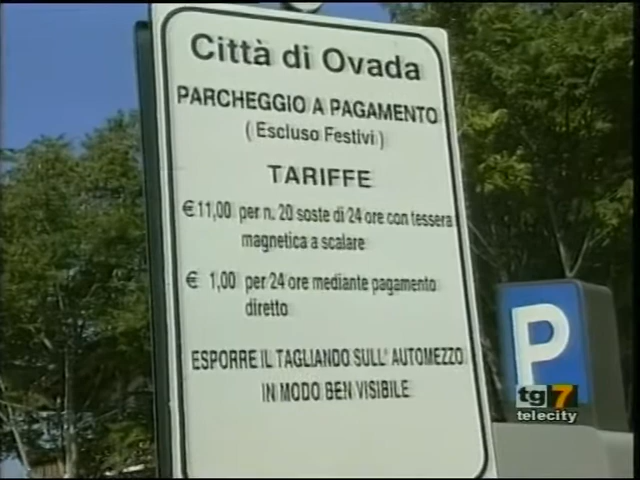 Città di Ovada
PARCHEGGIO A PAGAMENTO
( Escluso Festivi )
TARIFFE
€ 11,00 per n. 20 soste di 24 ore con tessera
magnetica a scalare
€ 1,00 per 24 ore mediante pagamento
diretto
ESPORRE IL TAGLIANDO SULL' AUTOMEZZO
IN MODO BEN VISIBILE
P
tg7
telecity